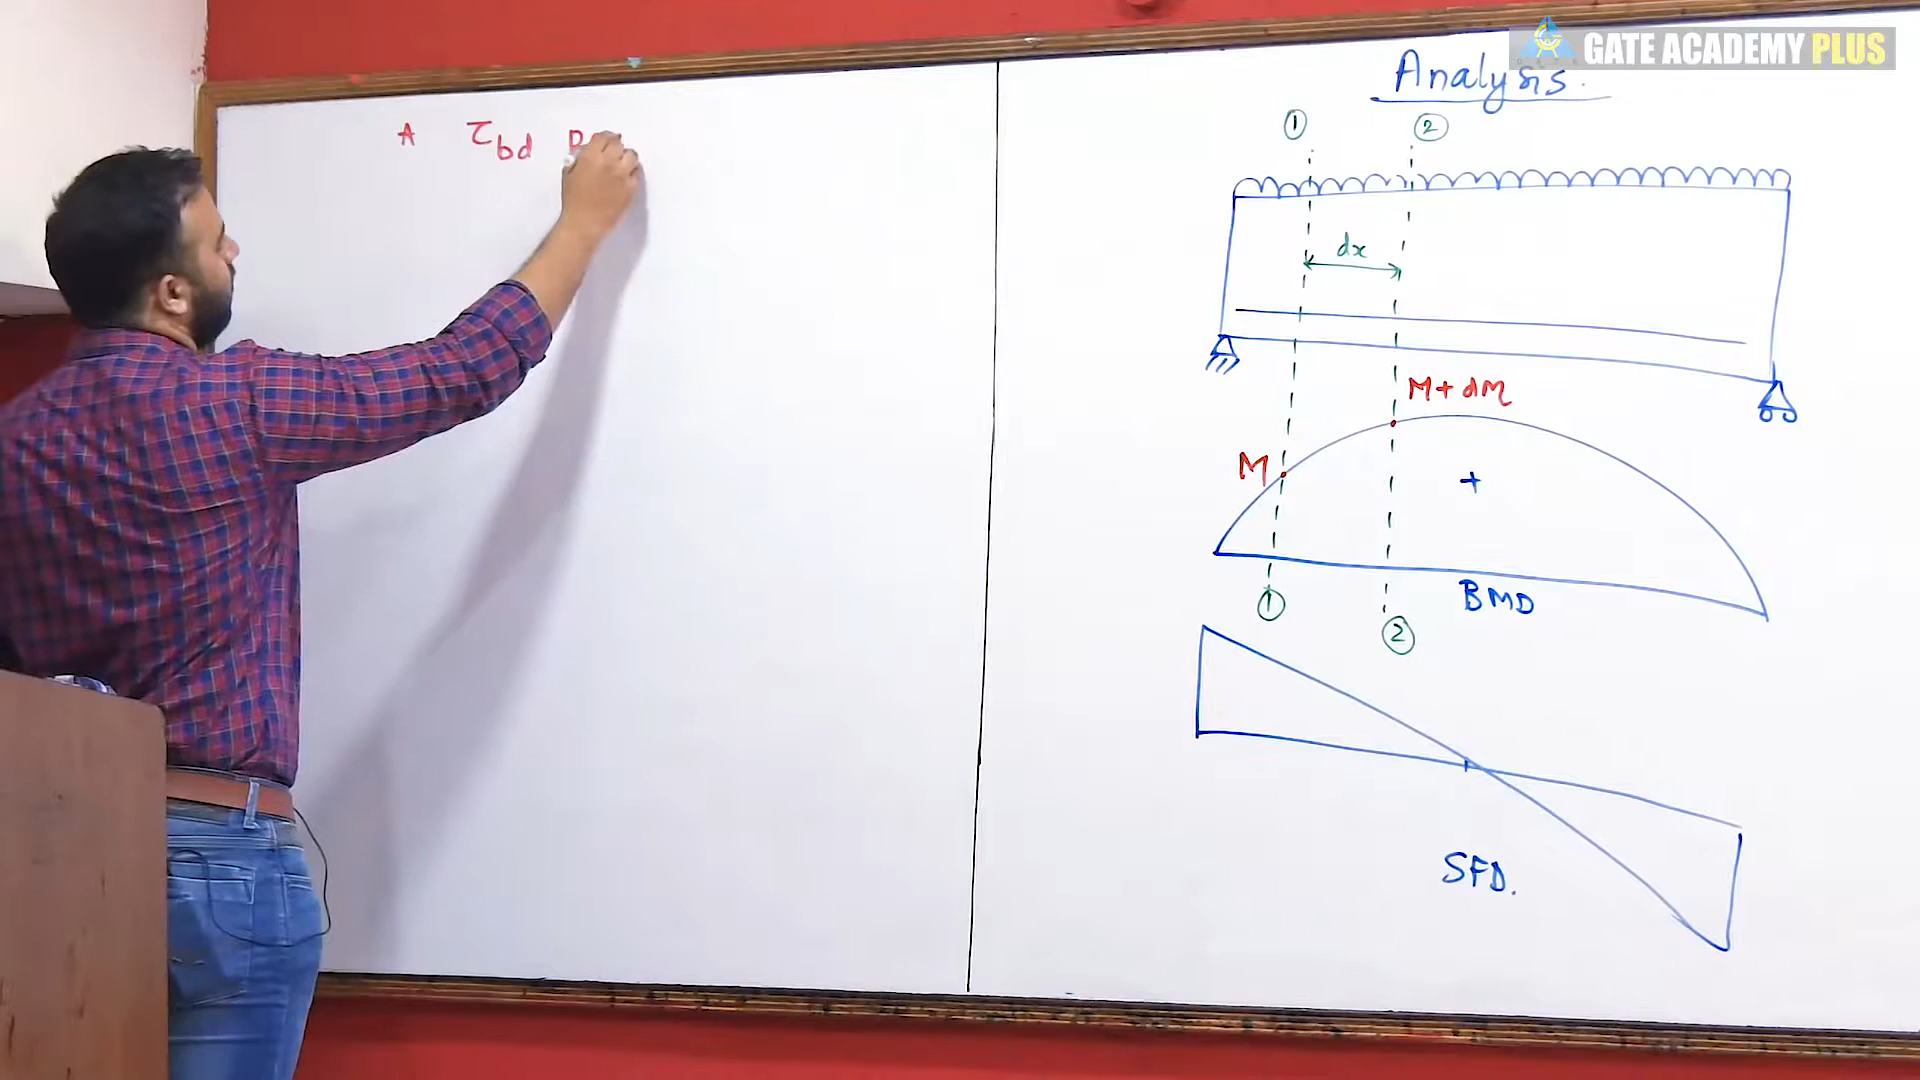 GATE ACADEMY PLUS
Analysis.
① ②
dx
M + dM
M
+
BMD
① ②
SFD.
τbd